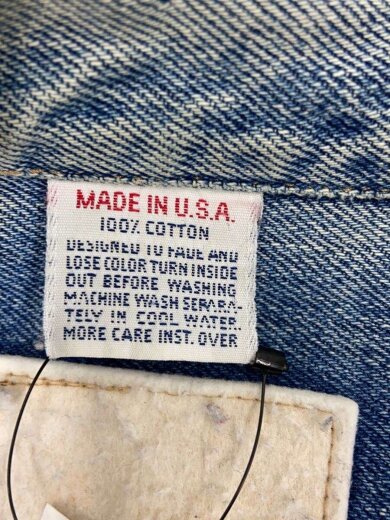 MADE IN U.S.A.
100% COTTON
DESIGNED TO FADE AND
LOSE COLOR TURN INSIDE
OUT BEFORE WASHING
MACHINE WASH SEPARA-
TELY IN COOL WATER.
MORE CARE INST. OVER